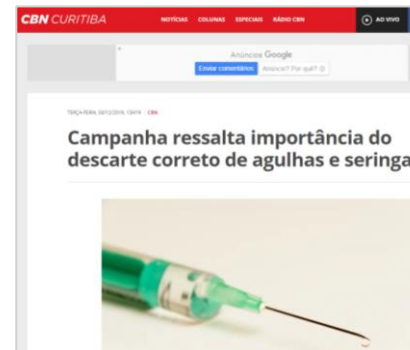 CBN CURITIBA
NOTÍCIAS COLUNAS ESPECIAIS RÁDIO CBN
AO VIVO
Anúncios Google
Enviar comentários Anúncio? Por quê?
CBN
Campanha ressalta importância do
descarte correto de agulhas e seringa